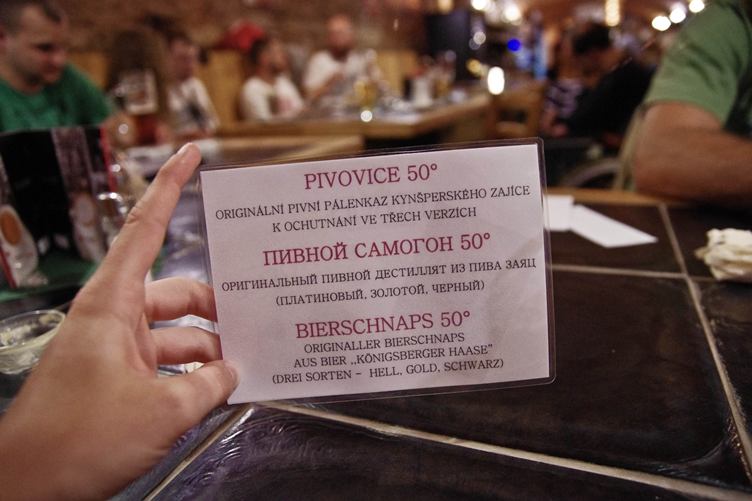 PIVOVICE 50°
ORIGINÁLNÍ PIVNÍ PÁLENKAZ KYNŠPERSKÉHO ZAJÍCE
K OCHUTNÁNÍ VE TŘECH VERZÍCH
ПИВНОЙ САМОГОН 50°
ОРИГИНАЛЬНЫЙ ПИВНОЙ ДЕСТИЛЛЯТ ИЗ ПИВА ЗАЯЦ
(ПЛАТИНОВЫЙ, ЗОЛОТОЙ, ЧЕРНЫЙ)
BIERSCHNAPS 50°
ORIGINALLER BIERSCHNAPS
AUS BIER ,,KÖNIGSBERGER HAASE"
(DREI SORTEN - HELL, GOLD, SCHWARZ)